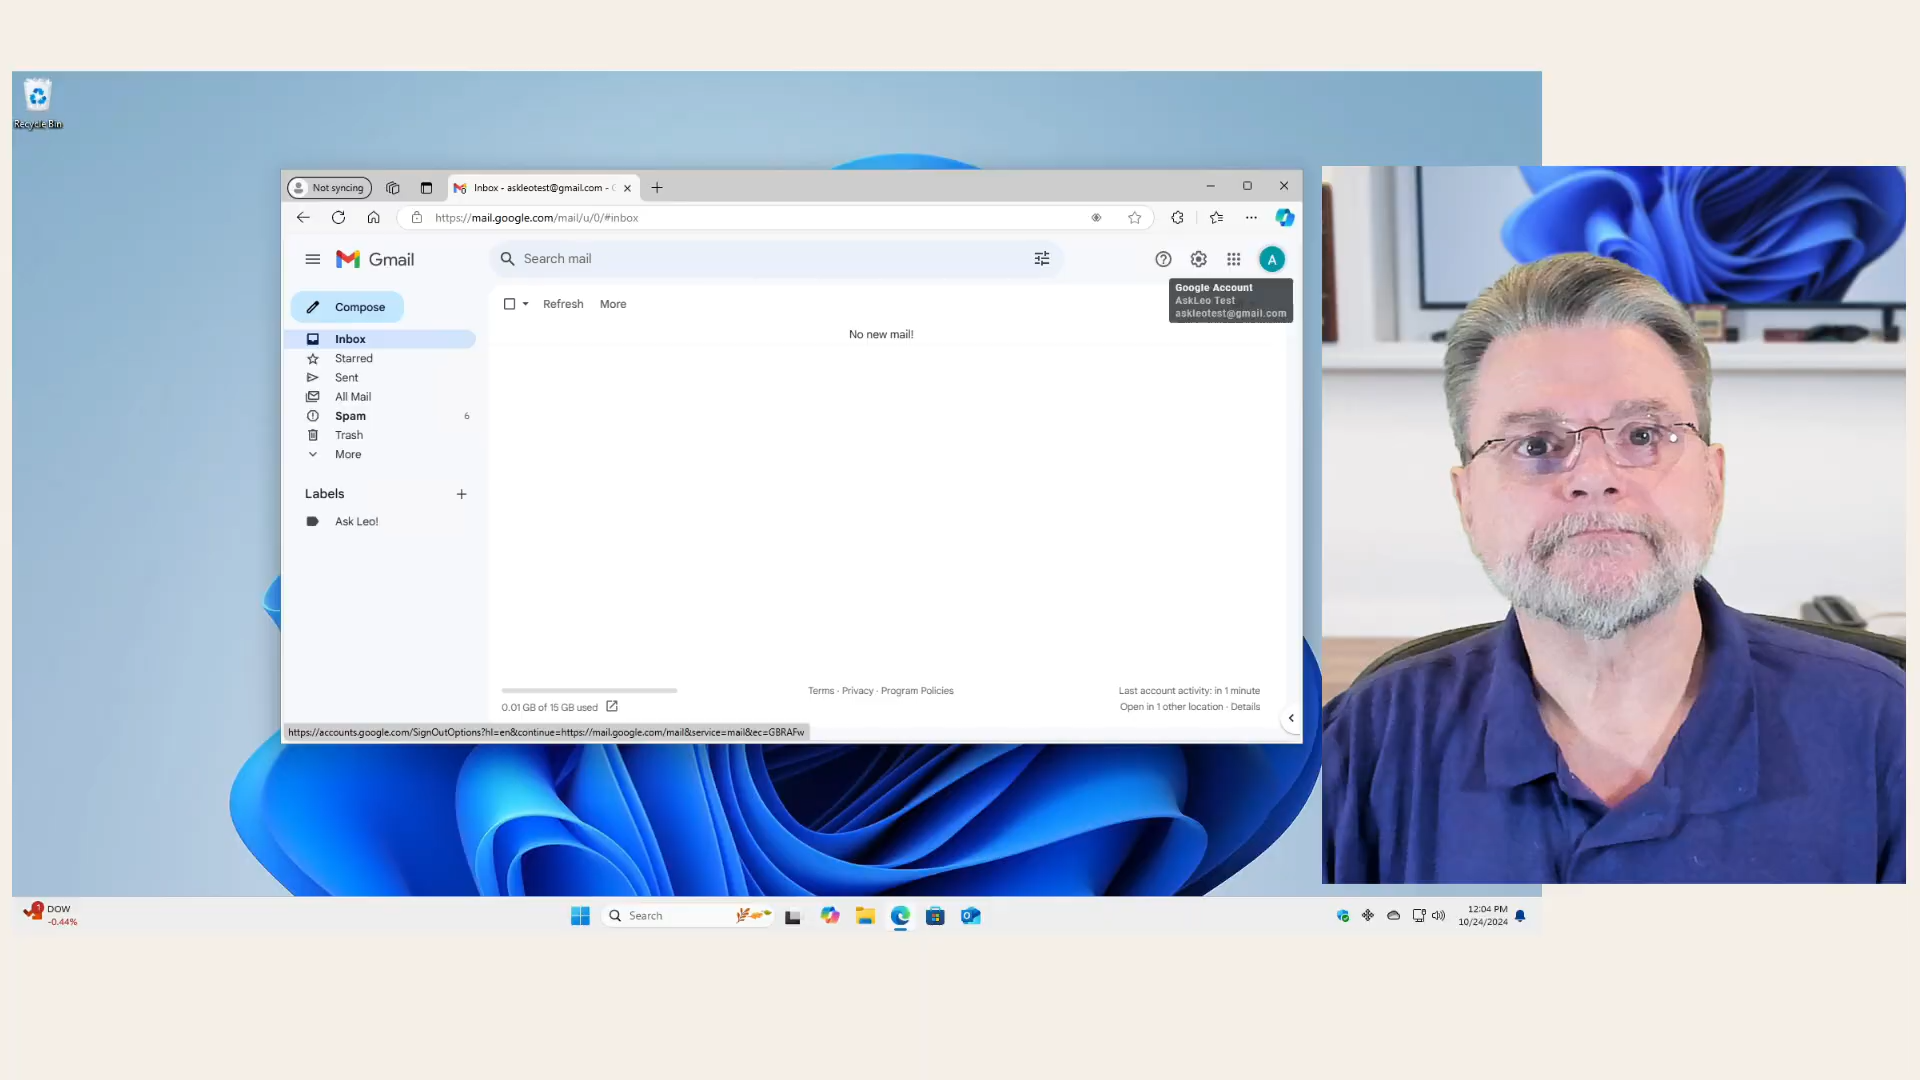 Recycle Bin
Not syncing
Inbox - askleotest@gmail.com -
https://mail.google.com/mail/u/0/#inbox
Gmail
Search mail
A
Google Account
AskLeo Test
askleotest@gmail.com
Compose
Refresh More
No new mail!
Inbox
Starred
Sent
All Mail
Spam 6
Trash
More
Labels +
Ask Leo!
0.01 GB of 15 GB used
Terms · Privacy · Program Policies
Last account activity: in 1 minute
Open in 1 other location · Details
https://accounts.google.com/SignOutOptions?hl=en&continue=https://mail.google.com/mail&service=mail&ec=GBRAFw
1
DOW
-0.44%
Search
12:04 PM
10/24/2024